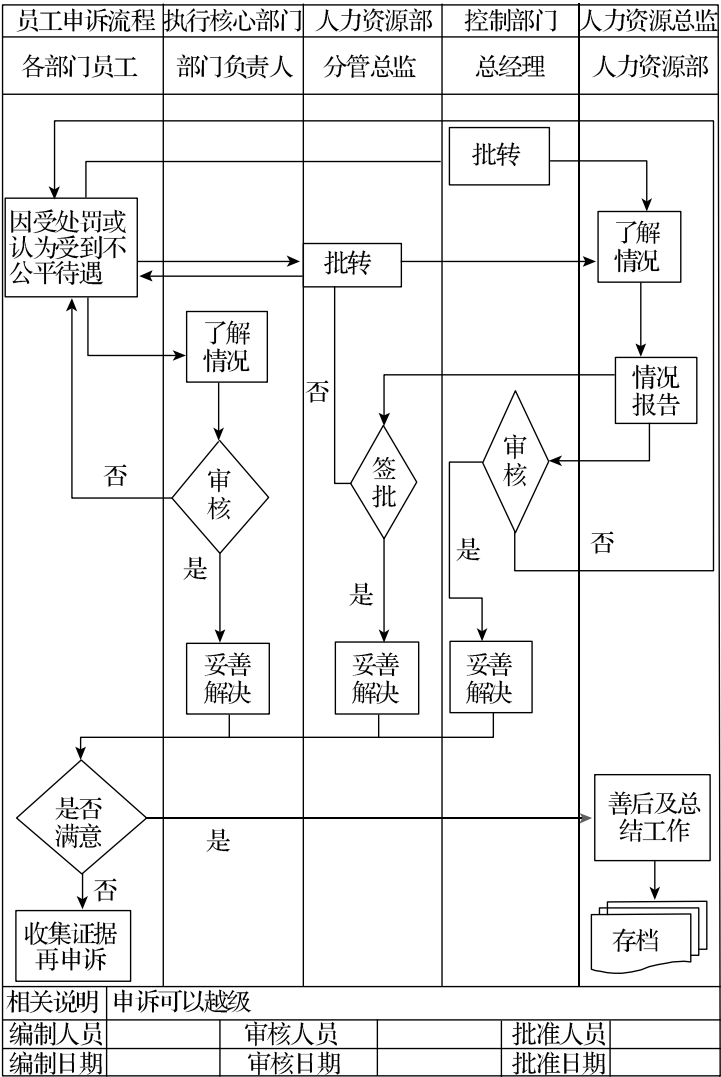 员工申诉流程 执行核心部门 人力资源部 控制部门 人力资源总监
各部门员工 部门负责人 分管总监 总经理 人力资源部
批转
因受处罚或
认为受到不
公平待遇
批转
了解
情况
了解
情况
否
情况
报告
审
核
签
批
审
核
否
是
是
是
否
妥善
解决
妥善
解决
妥善
解决
是否
满意
是
善后及总
结工作
否
收集证据
再申诉
存档
相关说明 申诉可以越级
编制人员 审核人员 批准人员
编制日期 审核日期 批准日期